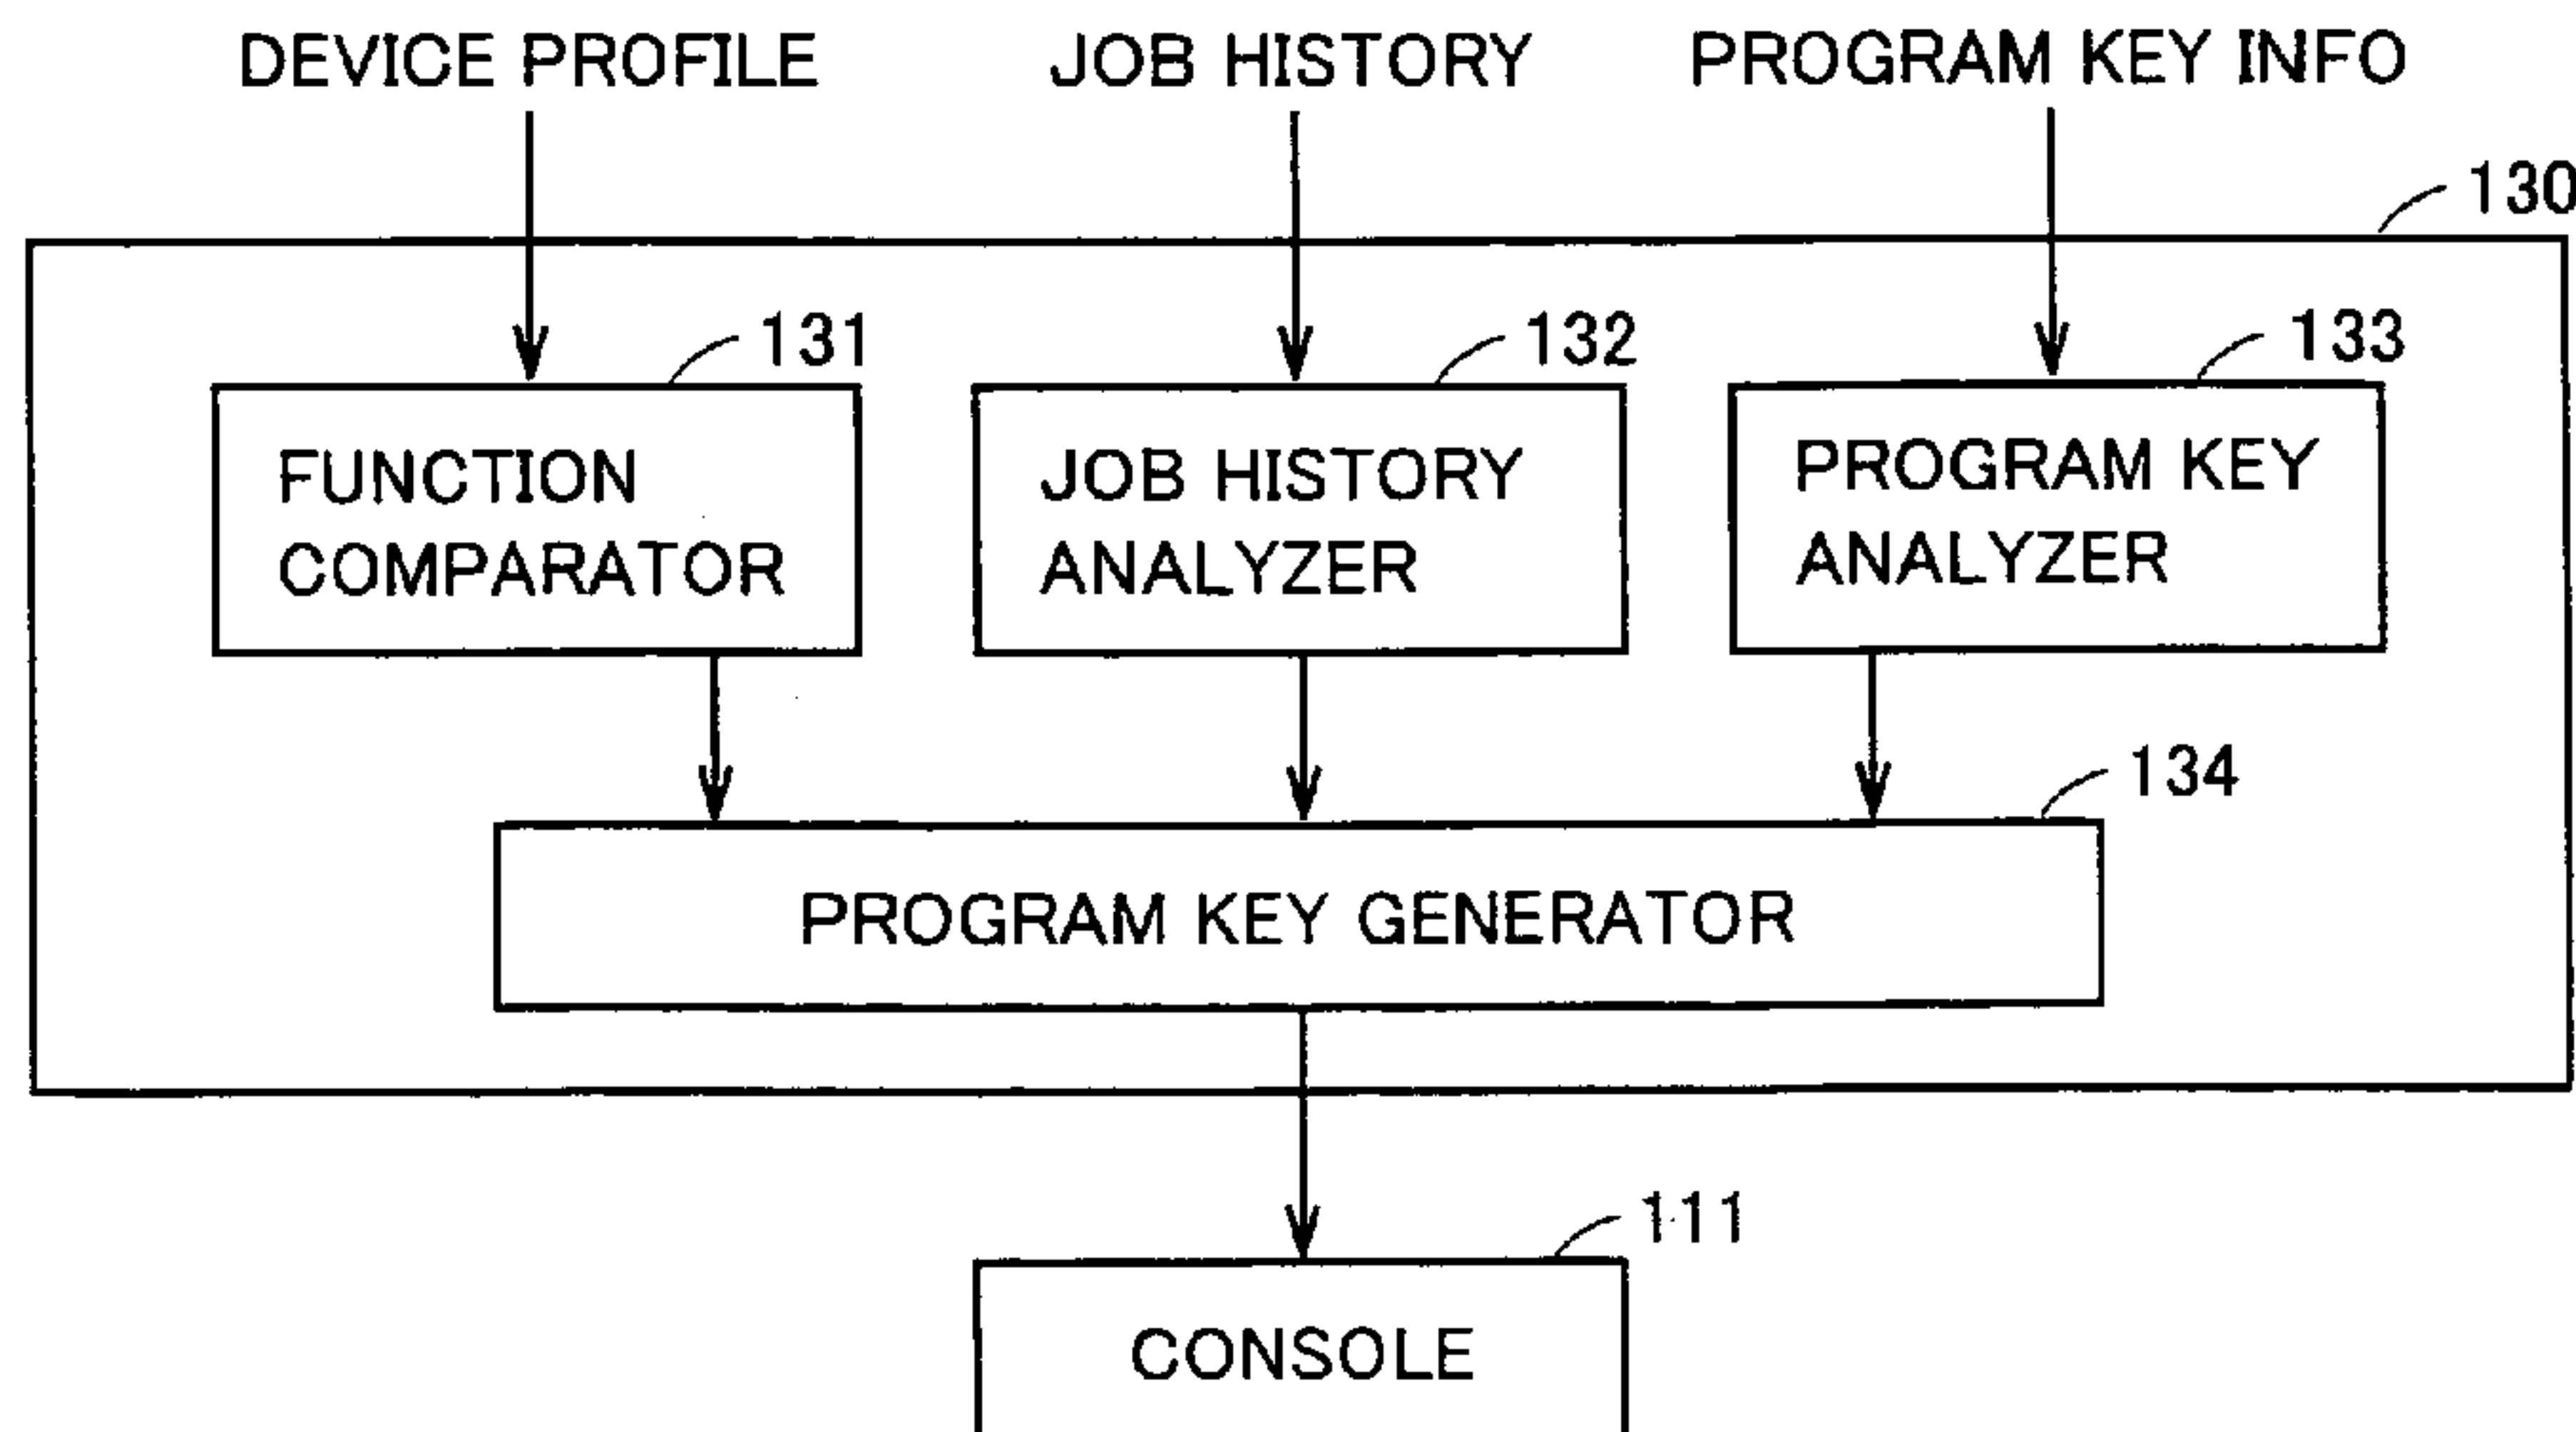 DEVICE PROFILE
JOB HISTORY
PROGRAM KEY INFO
130
131
132
133
FUNCTION
COMPARATOR
JOB HISTORY
ANALYZER
PROGRAM KEY
ANALYZER
134
PROGRAM KEY GENERATOR
111
CONSOLE